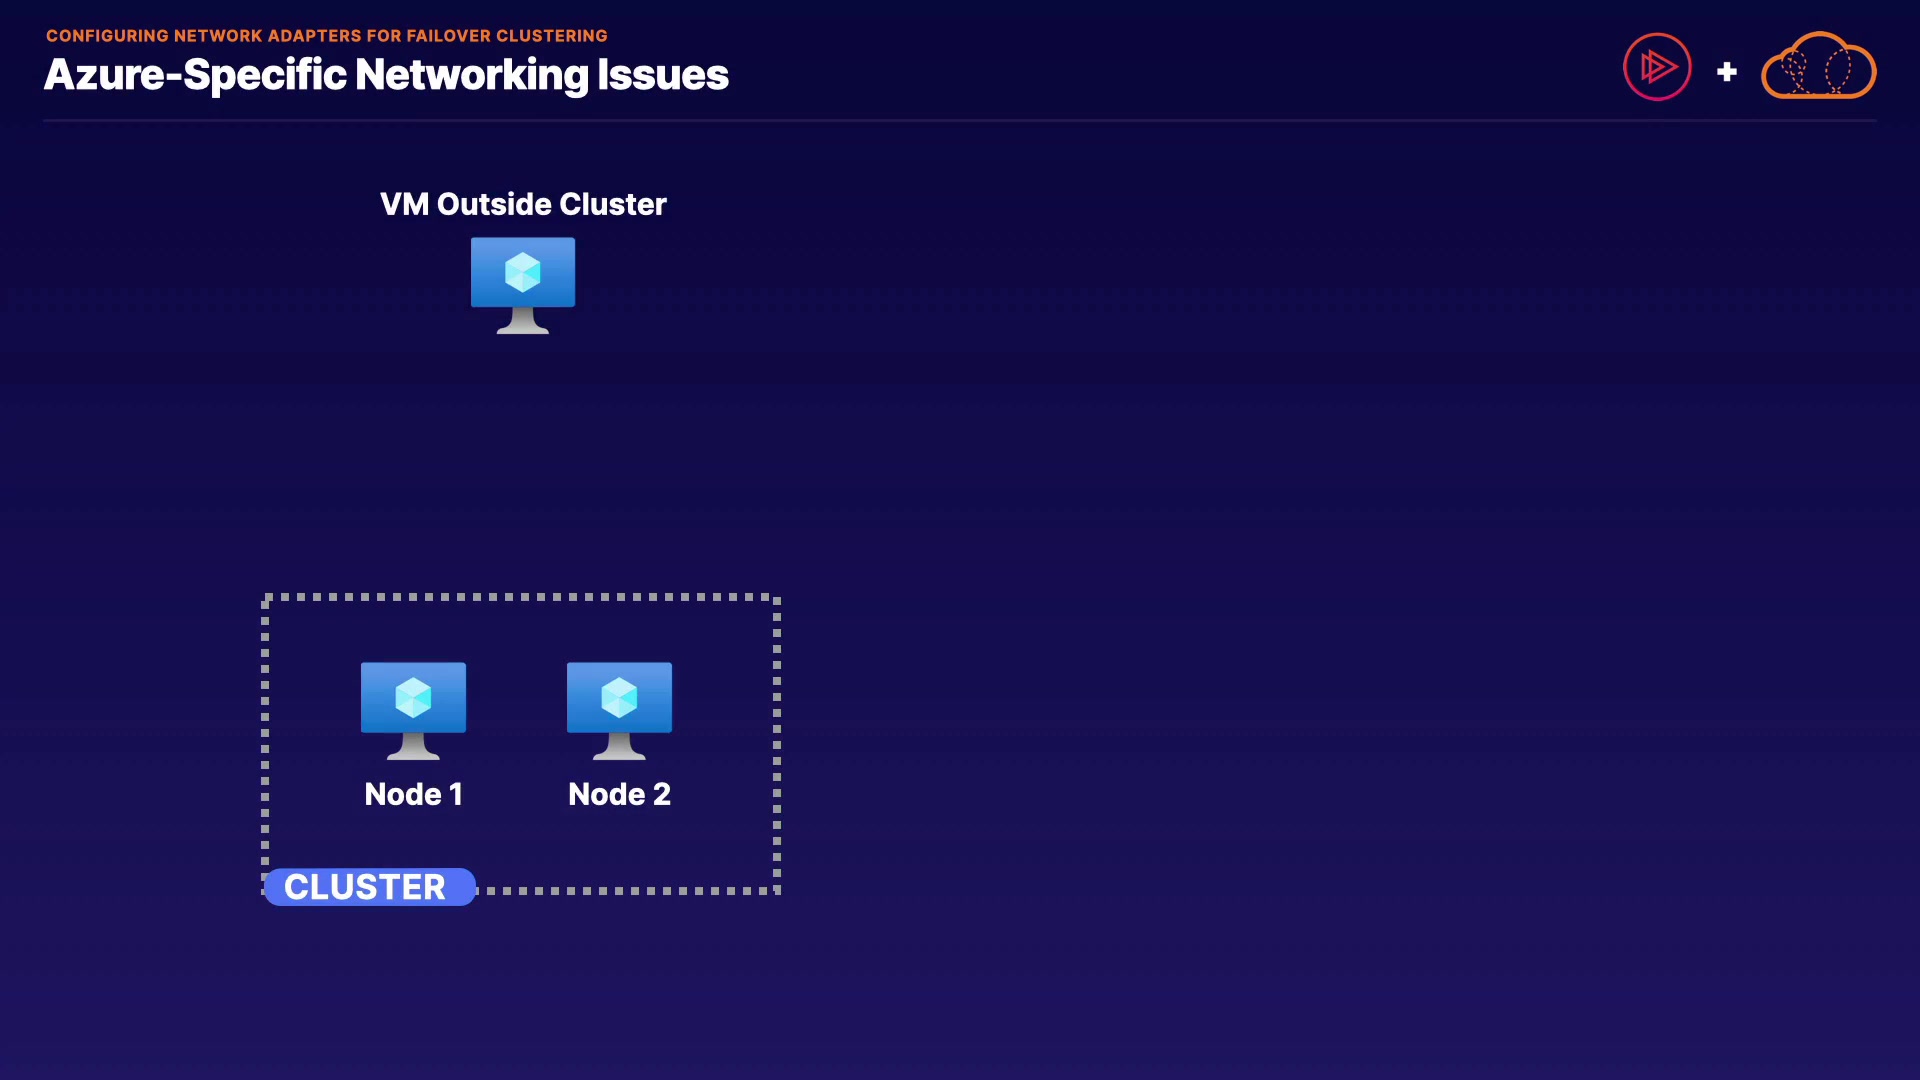 CONFIGURING NETWORK ADAPTERS FOR FAILOVER CLUSTERING
Azure-Specific Networking Issues
+
VM Outside Cluster
Node 1
Node 2
CLUSTER